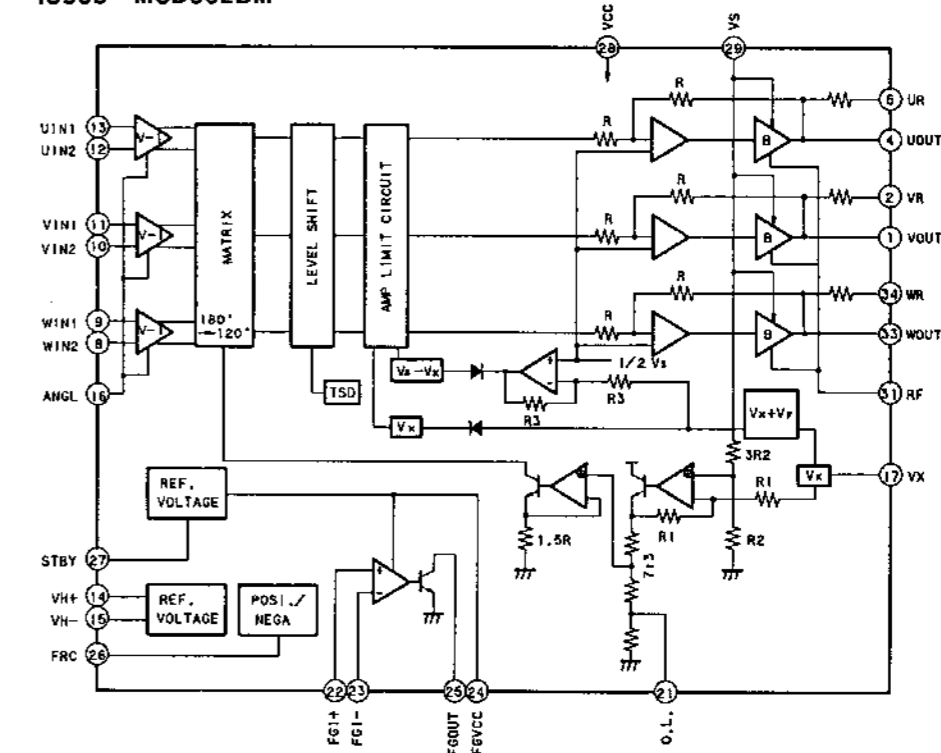 VCC
VS
28
29
R
6 UR
UIN1 13
V-I
R
4 UOUT
UIN2 12
B
R
2 VR
VIN1 11
V-I
R
1 VOUT
VIN2 10
B
MATRIX
LEVEL SHIFT
AMP LIMIT CIRCUIT
R
34 WR
WIN1 9
V-I
180°
→120°
R
33 WOUT
WIN2 8
B
1/2 Vs
ANGL 16
TSD
R3
R3
31 RF
Vx
Vx+VF
3R2
REF.
VOLTAGE
R1
Vx
17 VX
1.5R
R1
R2
7:3
STBY 27
VH+ 14
VH- 15
REF.
VOLTAGE
POSI./
NEGA
FRC 26
22 23 25 24 21
FGI+
FGI-
FGOUT
FGVCC
O.L.